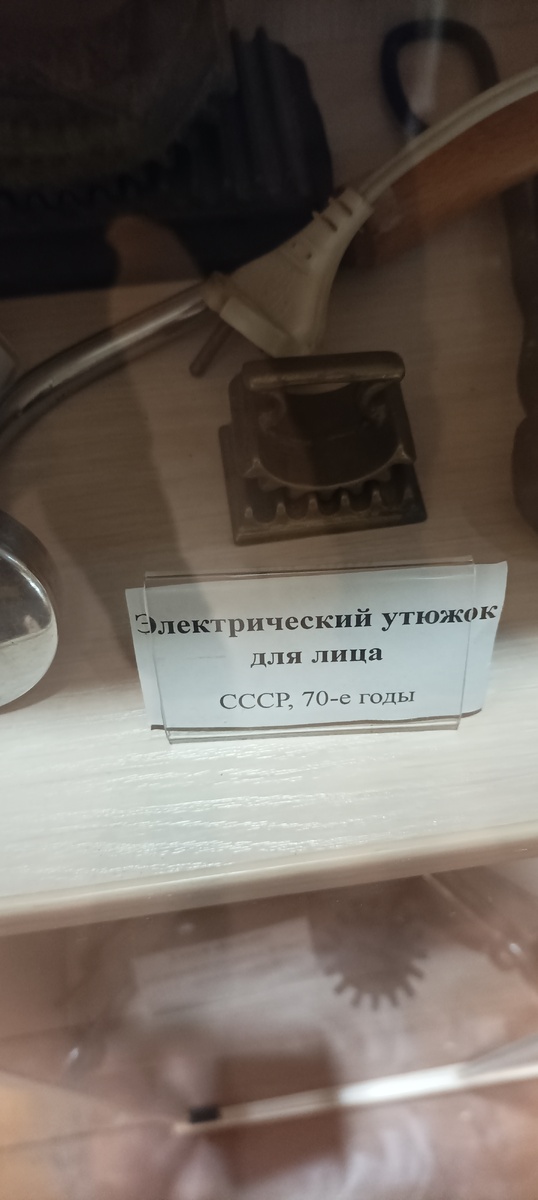 Электрический утюжок
для лица
СССР, 70-е годы